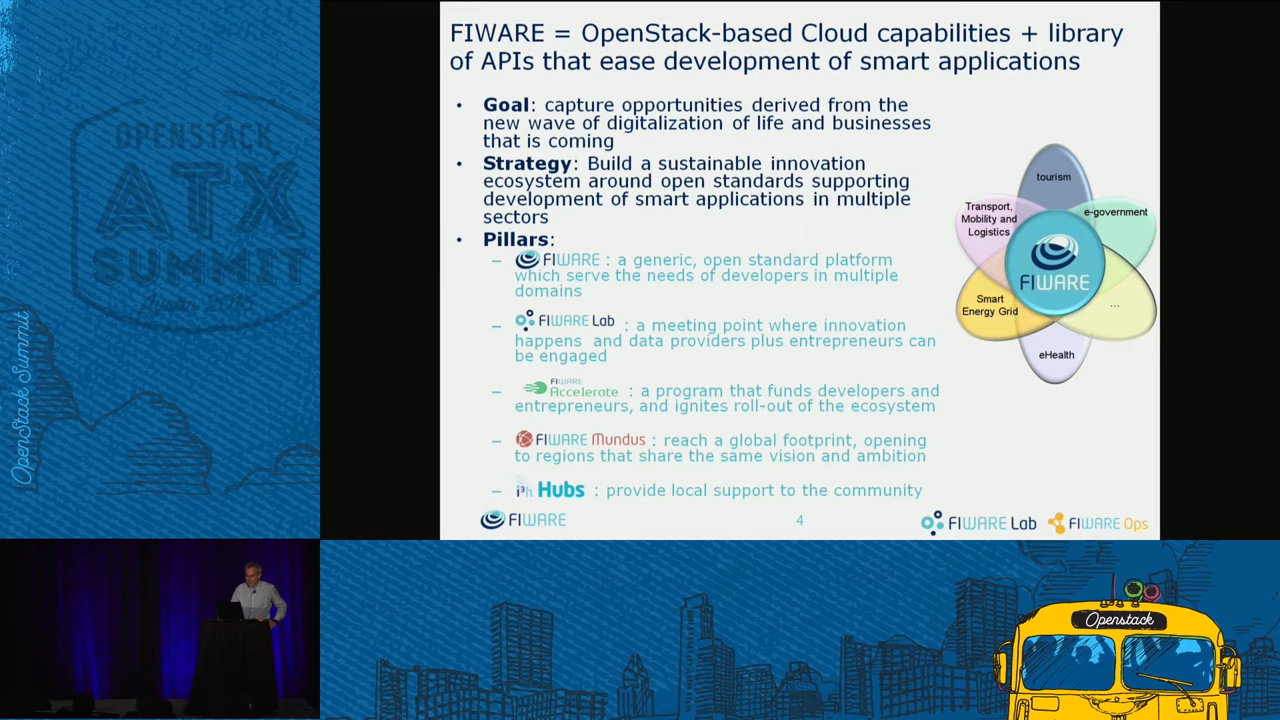 FIWARE = OpenStack-based Cloud capabilities + library
of APIs that ease development of smart applications
• Goal: capture opportunities derived from the
new wave of digitalization of life and businesses
that is coming
• Strategy: Build a sustainable innovation
ecosystem around open standards supporting
development of smart applications in multiple
sectors
• Pillars:
– FIWARE : a generic, open standard platform
which serve the needs of developers in multiple
domains
– FIWARE Lab : a meeting point where innovation
happens and data providers plus entrepreneurs can
be engaged
– FIWARE Accelerate : a program that funds developers and
entrepreneurs, and ignites roll-out of the ecosystem
– FIWARE Mundus : reach a global footprint, opening
to regions that share the same vision and ambition
– i³h Hubs : provide local support to the community
tourism
Transport,
Mobility and
Logistics
e-government
FIWARE
Smart
Energy Grid
...
eHealth
FIWARE
4
FIWARE Lab
FIWARE Ops
OPENSTACK
ATX
SUMMIT
OpenStack Summit
Openstack